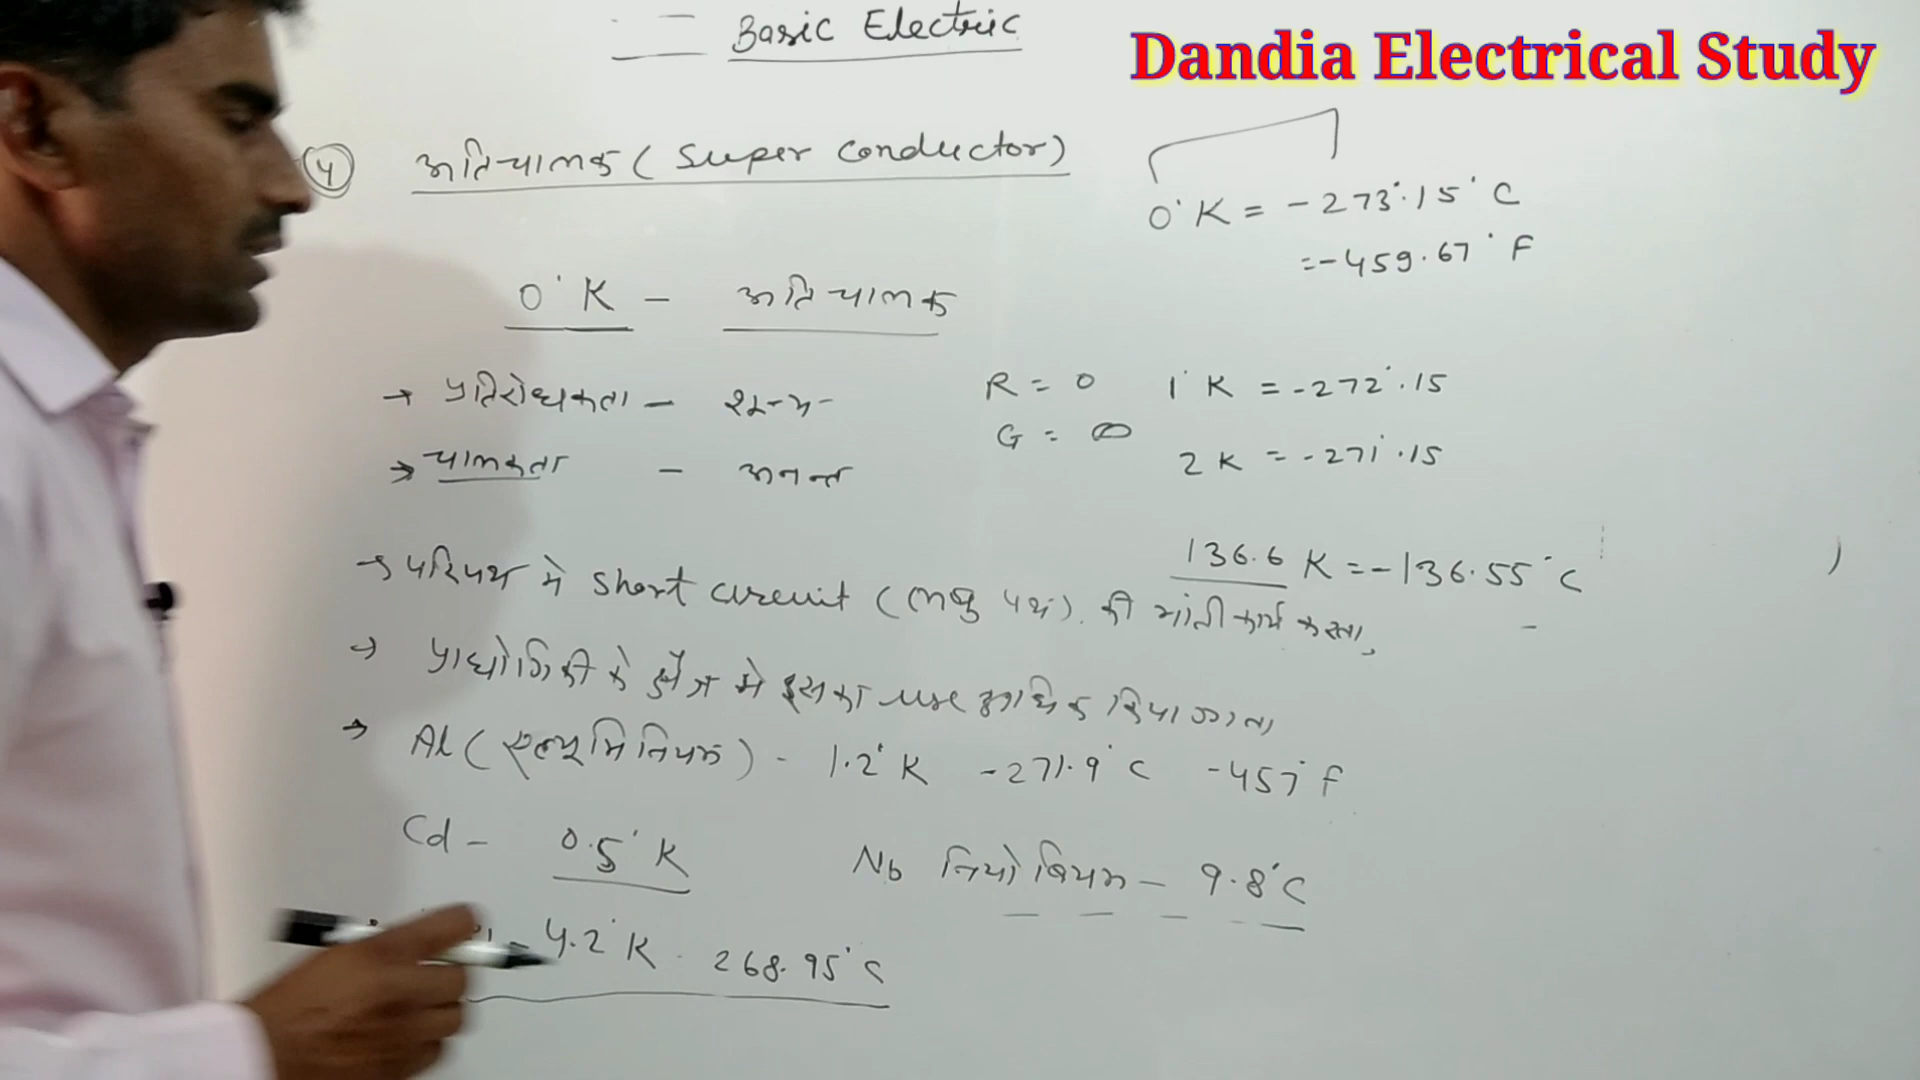 Basic Electric
Dandia Electrical Study
(4) अतिचालक (Super conductor)
0°K = -273.15°C
= -459.67°F
0°K - अतिचालक
→ प्रतिरोधकता - शून्य
R = 0
1°K = -272.15
G = ∞
2K = -271.15
→ चालकता - अनन्त
136.6 K = -136.55°C
→ परिपथ मे short circuit (लघु पथ) की भांती कार्य करता
→ प्राद्योगिकी के क्षेत्र मे इसका use अधिक किया जाता
→ Al (एल्यूमिनियम) - 1.2°K -271.9°C -457°F
Cd - 0.5°K
Nb नियोबियम - 9.8°C
- 4.2°K - 268.95°C